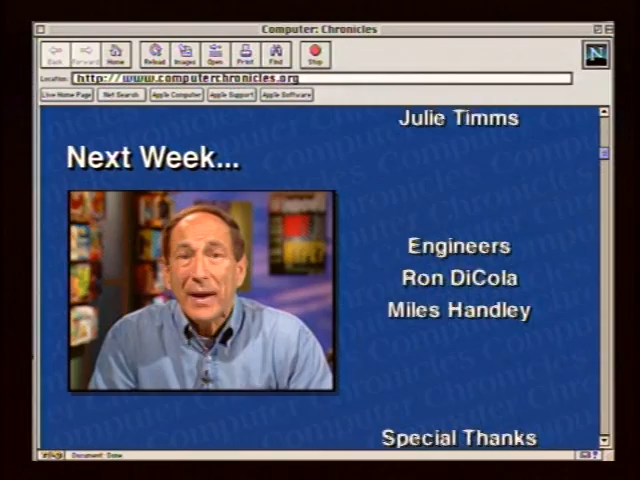 Computer: Chronicles
Back
Forward
Home
Reload
Images
Open
Print
Find
Stop
N
Location: http://www.computerchronicles.org
Live Home Page
Net Search
Apple Computer
Apple Support
Apple Software
Julie Timms
Next Week...
Engineers
Ron DiCola
Miles Handley
Special Thanks
Document: Done